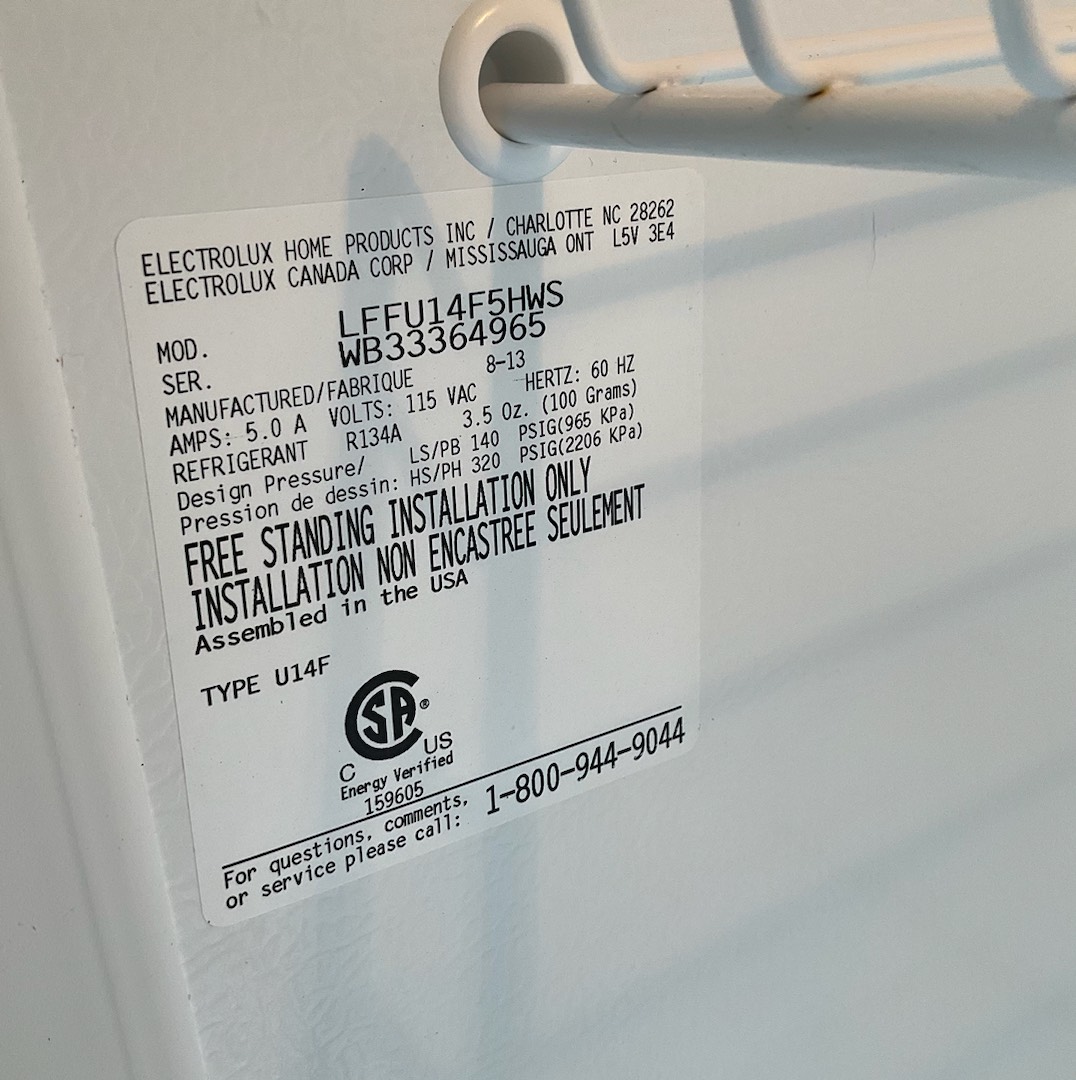 ELECTROLUX HOME PRODUCTS INC / CHARLOTTE NC 28262
ELECTROLUX CANADA CORP / MISSISSAUGA ONT L5V 3E4
MOD. LFFU14F5HWS
SER. WB33364965
MANUFACTURED/FABRIQUE 8-13
AMPS: 5.0 A VOLTS: 115 VAC HERTZ: 60 HZ
REFRIGERANT R134A 3.5 Oz. (100 Grams)
Design Pressure/ LS/PB 140 PSIG(965 KPa)
Pression de dessin: HS/PH 320 PSIG(2206 KPa)
FREE STANDING INSTALLATION ONLY
INSTALLATION NON ENCASTREE SEULEMENT
Assembled in the USA
TYPE U14F
CSA®
C US
Energy Verified
159605
For questions, comments,
or service please call: 1-800-944-9044